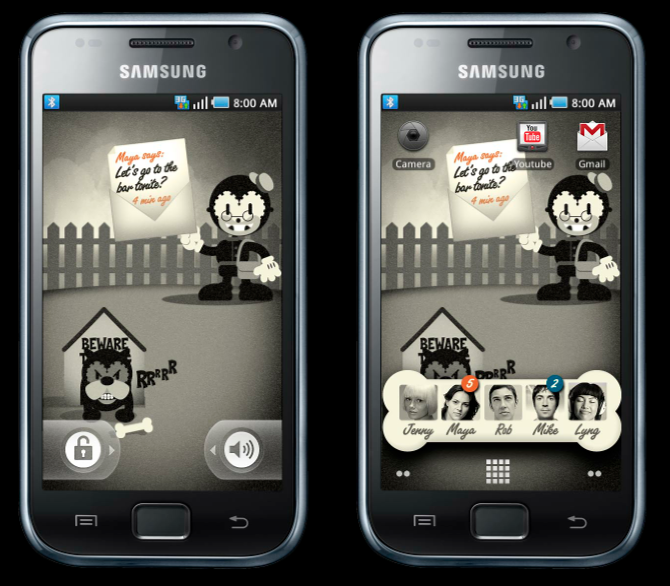 SAMSUNG
3G
8:00 AM
Maya says:
Let's go to the
bar tonite?
4 min ago
BEWARE
RRRRR
SAMSUNG
3G
8:00 AM
Camera
You
Tube
Youtube
Gmail
Maya says:
Let's go to the
bar tonite?
4 min ago
BEWARE
RRRRR
5
2
Jenny Maya Rob Mike Lyng